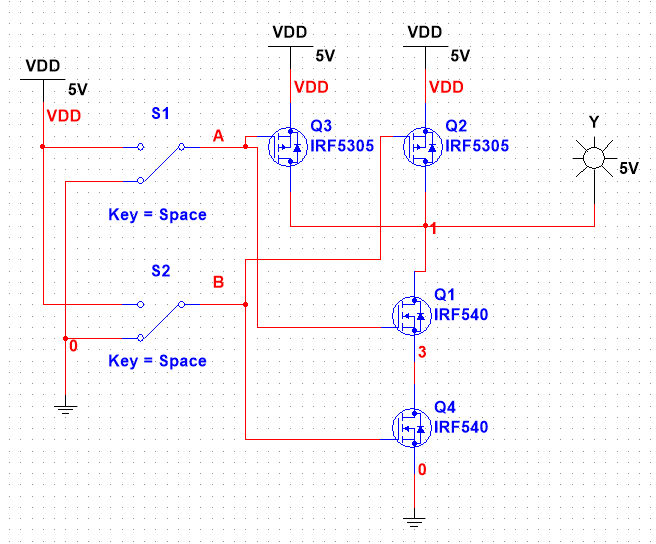 VDD
5V
VDD
VDD
5V
VDD
VDD
5V
VDD
S1
A
Q3
IRF5305
Q2
IRF5305
Y
5V
Key = Space
1
S2
B
Q1
IRF540
0
Key = Space
3
Q4
IRF540
0